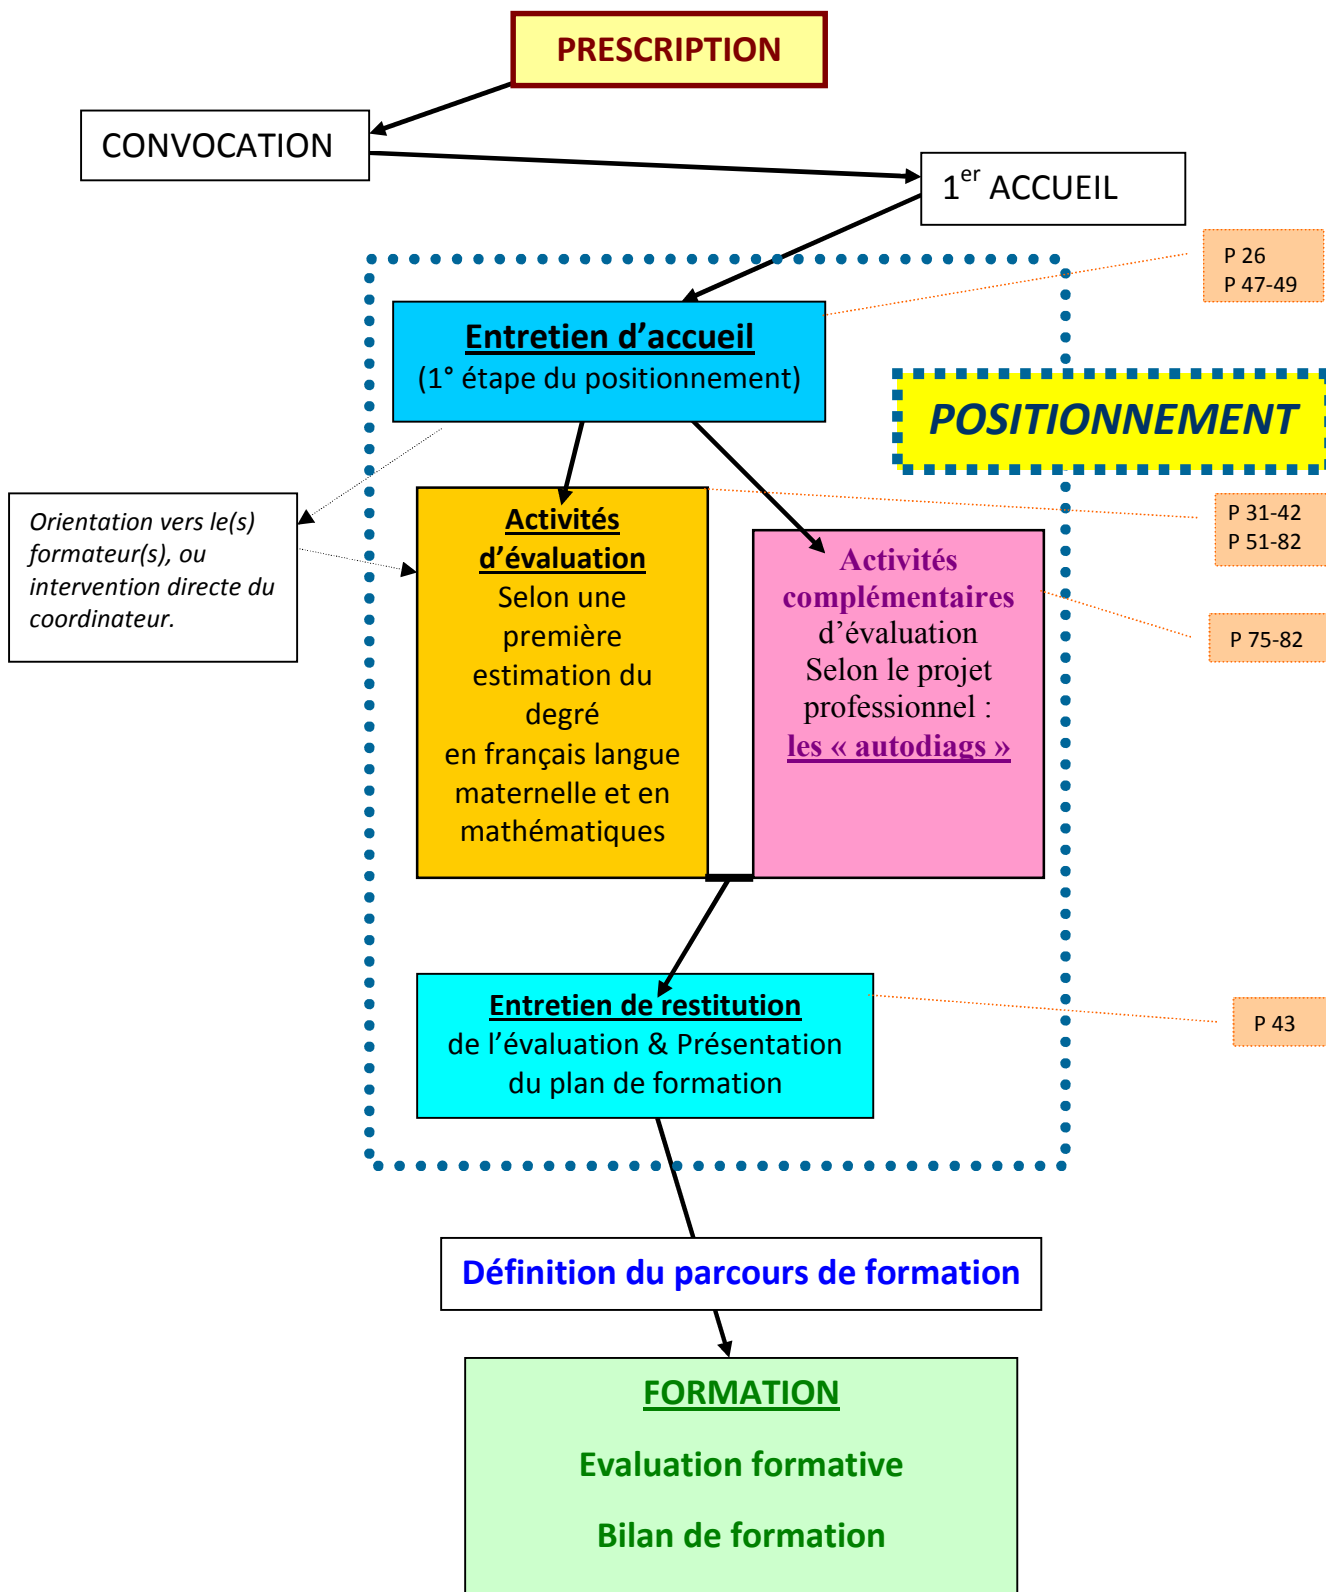 PRESCRIPTION
CONVOCATION
1er ACCUEIL
P 26
P 47-49
Entretien d’accueil
(1° étape du positionnement)
POSITIONNEMENT
Orientation vers le(s)
formateur(s), ou
intervention directe du
coordinateur.
Activités
d’évaluation
Selon une
première
estimation du
degré
en français langue
maternelle et en
mathématiques
Activités
complémentaires
d’évaluation
Selon le projet
professionnel :
les « autodiags »
P 31-42
P 51-82
P 75-82
Entretien de restitution
de l’évaluation & Présentation
du plan de formation
P 43
Définition du parcours de formation
FORMATION
Evaluation formative
Bilan de formation